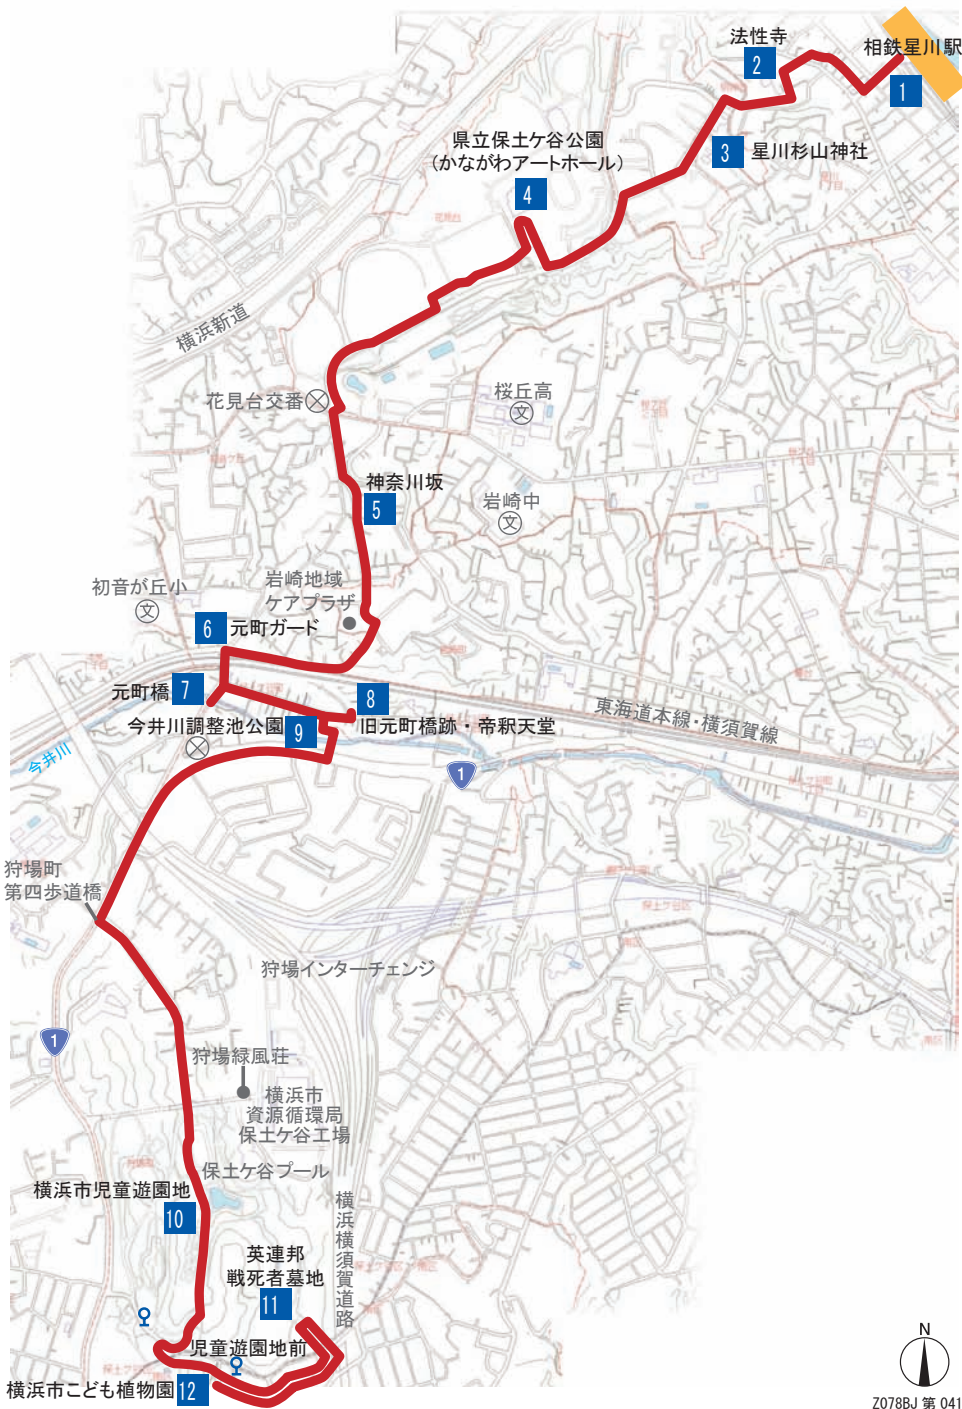 法性寺
2
相鉄星川駅
1
県立保土ケ谷公園
(かながわアートホール)
3 星川杉山神社
4
横浜新道
花見台交番
桜丘高
文
神奈川坂
5
岩崎中
文
初音が丘小
文
岩崎地域
ケアプラザ
6 元町ガード
元町橋 7
8
旧元町橋跡・帝釈天堂
今井川調整池公園 9
東海道本線・横須賀線
今井川
1
狩場町
第四歩道橋
狩場インターチェンジ
1
狩場緑風荘
横浜市
資源循環局
保土ケ谷工場
保土ケ谷プール
横浜市児童遊園地
10
横浜横須賀道路
英連邦
戦死者墓地
11
児童遊園地前
横浜市こども植物園 12
N
Z078BJ 第 041